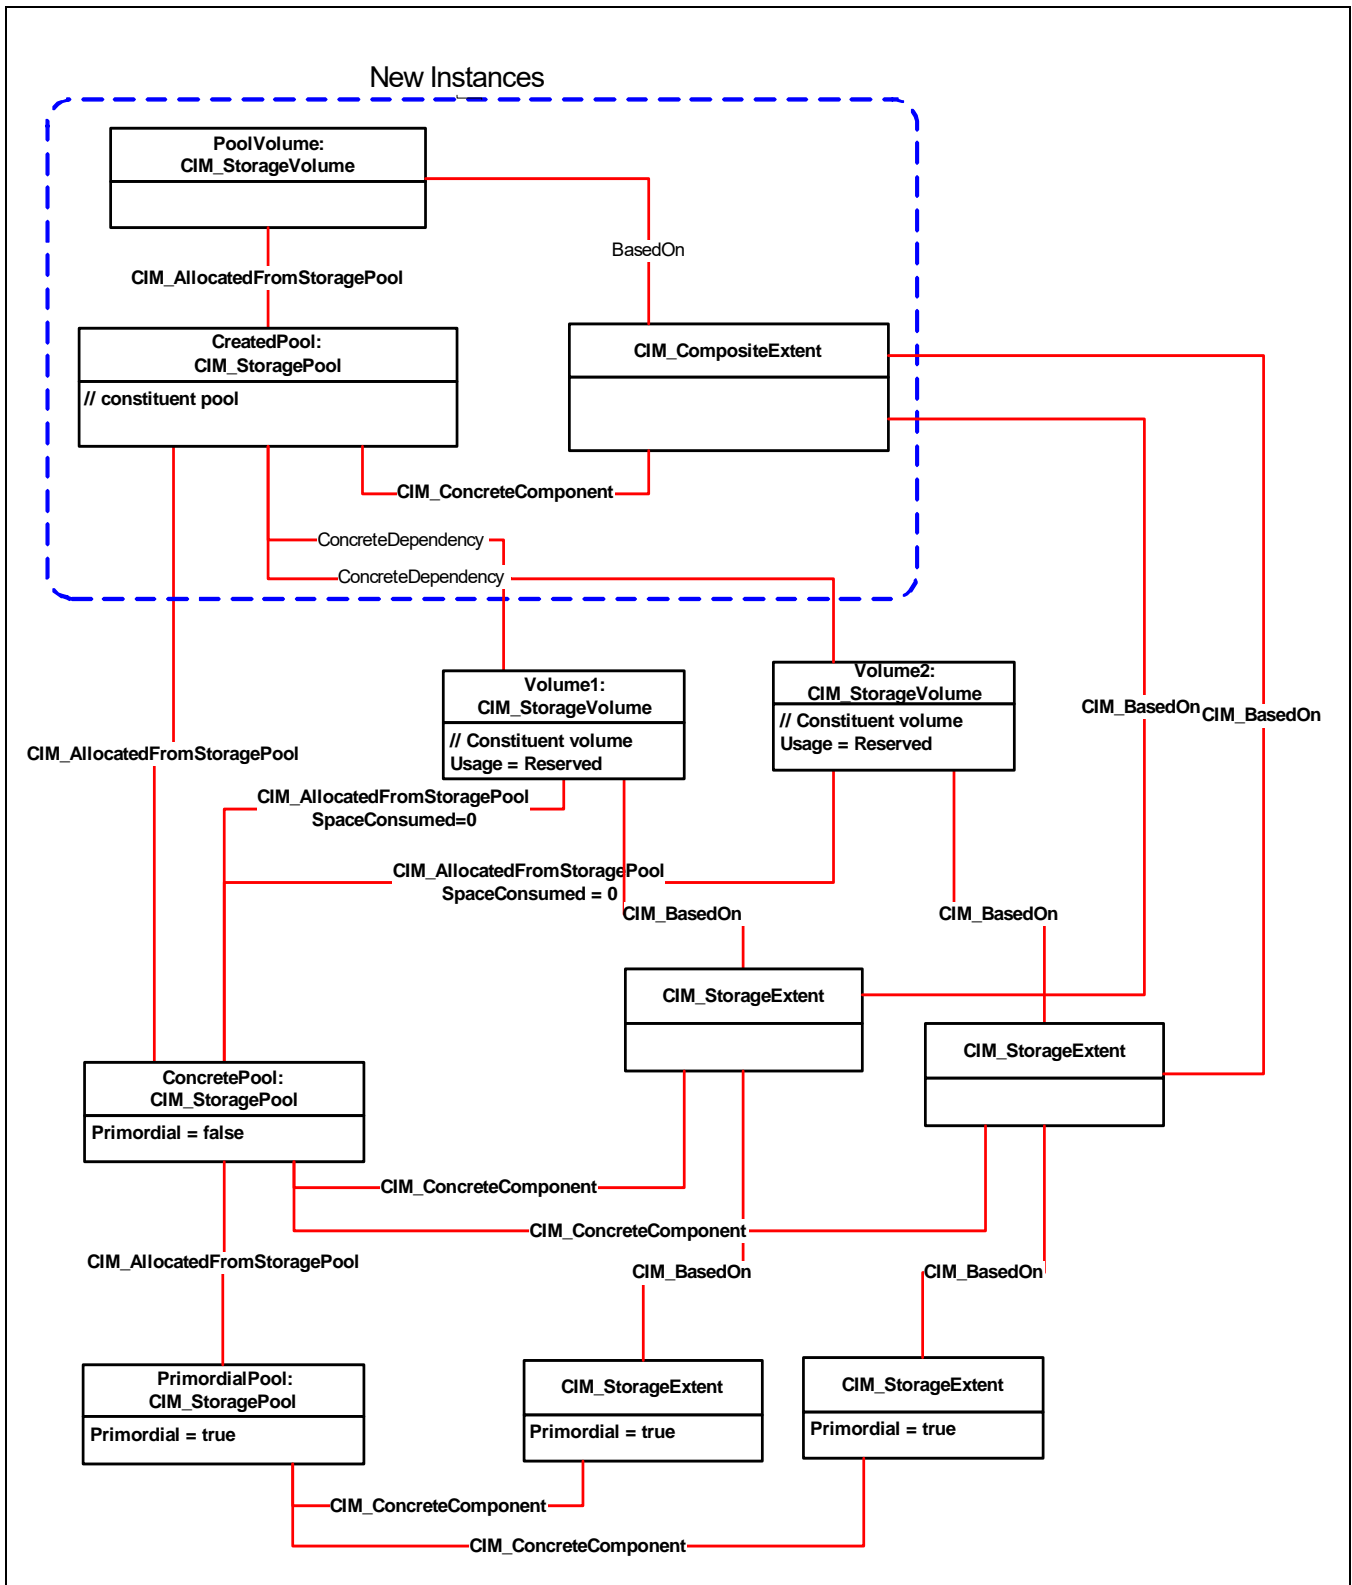 New Instances
PoolVolume:
CIM_StorageVolume
BasedOn
CIM_AllocatedFromStoragePool
CreatedPool:
CIM_StoragePool
// constituent pool
CIM_CompositeExtent
CIM_ConcreteComponent
ConcreteDependency
ConcreteDependency
Volume1:
CIM_StorageVolume
// Constituent volume
Usage = Reserved
Volume2:
CIM_StorageVolume
// Constituent volume
Usage = Reserved
CIM_BasedOn
CIM_BasedOn
CIM_AllocatedFromStoragePool
CIM_AllocatedFromStoragePool
SpaceConsumed=0
CIM_AllocatedFromStoragePool
SpaceConsumed = 0
CIM_BasedOn
CIM_BasedOn
CIM_StorageExtent
CIM_StorageExtent
ConcretePool:
CIM_StoragePool
Primordial = false
CIM_ConcreteComponent
CIM_ConcreteComponent
CIM_AllocatedFromStoragePool
CIM_BasedOn
CIM_BasedOn
PrimordialPool:
CIM_StoragePool
Primordial = true
CIM_StorageExtent
Primordial = true
CIM_StorageExtent
Primordial = true
CIM_ConcreteComponent
CIM_ConcreteComponent